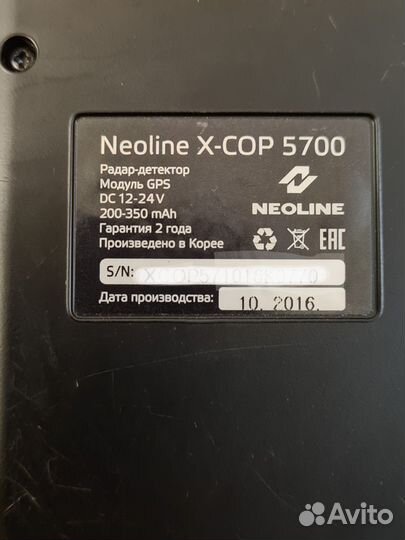 Neoline X-COP 5700
Радар-детектор
Модуль GPS
DC 12-24V
200-350 mAh
Гарантия 2 года
Произведено в Корее
NEOLINE
EAC
S/N:
Дата производства: 10. 2016.
Avito